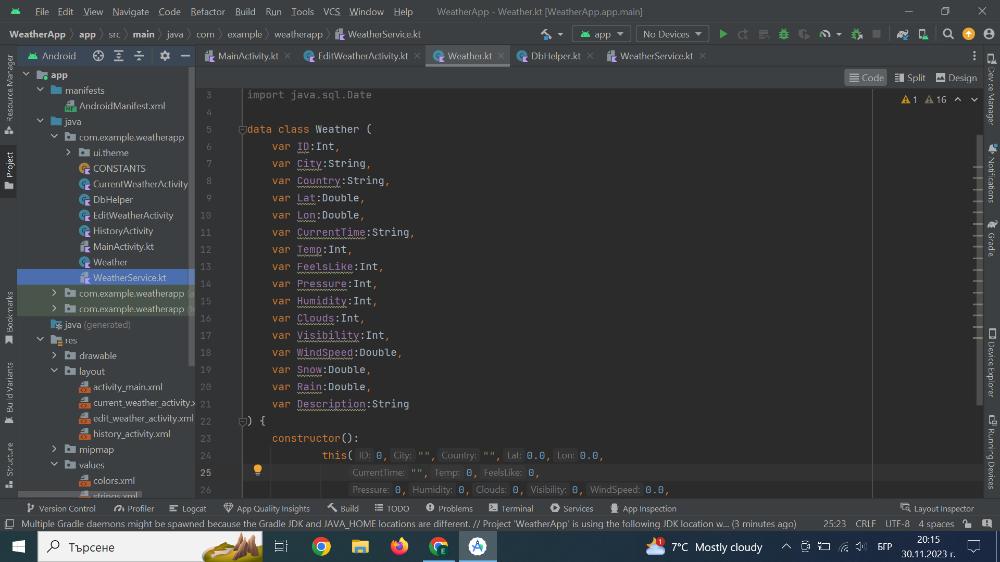 File Edit View Navigate Code Refactor Build Run Tools VCS Window Help WeatherApp - Weather.kt [WeatherApp.app.main]
WeatherApp app src main java com example weatherapp WeatherService.kt app No Devices
Android MainActivity.kt EditWeatherActivity.kt Weather.kt DbHelper.kt WeatherService.kt
Code Split Design
1 16
Resource Manager
Project
Bookmarks
Build Variants
Structure
app
manifests
AndroidManifest.xml
java
com.example.weatherapp
ui.theme
CONSTANTS
CurrentWeatherActivity
DbHelper
EditWeatherActivity
HistoryActivity
MainActivity.kt
Weather
WeatherService.kt
com.example.weatherapp (a
com.example.weatherapp (te
java (generated)
res
drawable
layout
activity_main.xml
current_weather_activity.x
edit_weather_activity.xml
history_activity.xml
mipmap
values
colors.xml
strings.xml
3 import java.sql.Date
4
5 data class Weather (
6 var ID:Int,
7 var City:String,
8 var Country:String,
9 var Lat:Double,
10 var Lon:Double,
11 var CurrentTime:String,
12 var Temp:Int,
13 var FeelsLike:Int,
14 var Pressure:Int,
15 var Humidity:Int,
16 var Clouds:Int,
17 var Visibility:Int,
18 var WindSpeed:Double,
19 var Snow:Double,
20 var Rain:Double,
21 var Description:String
22 ) {
23 constructor():
24 this( ID: 0, City: "", Country: "", Lat: 0.0, Lon: 0.0,
25 CurrentTime: "", Temp: 0, FeelsLike: 0,
26 Pressure: 0, Humidity: 0, Clouds: 0, Visibility: 0, WindSpeed: 0.0,
Device Manager
Notifications
Gradle
Device Explorer
Running Devices
Version Control Profiler Logcat App Quality Insights Build TODO Problems Terminal Services App Inspection Layout Inspector
Multiple Gradle daemons might be spawned because the Gradle JDK and JAVA_HOME locations are different. // Project 'WeatherApp' is using the following JDK location w... (3 minutes ago) 25:23 CRLF UTF-8 4 spaces
Търсене E 1 7°C Mostly cloudy БГР 20:15
30.11.2023 г.